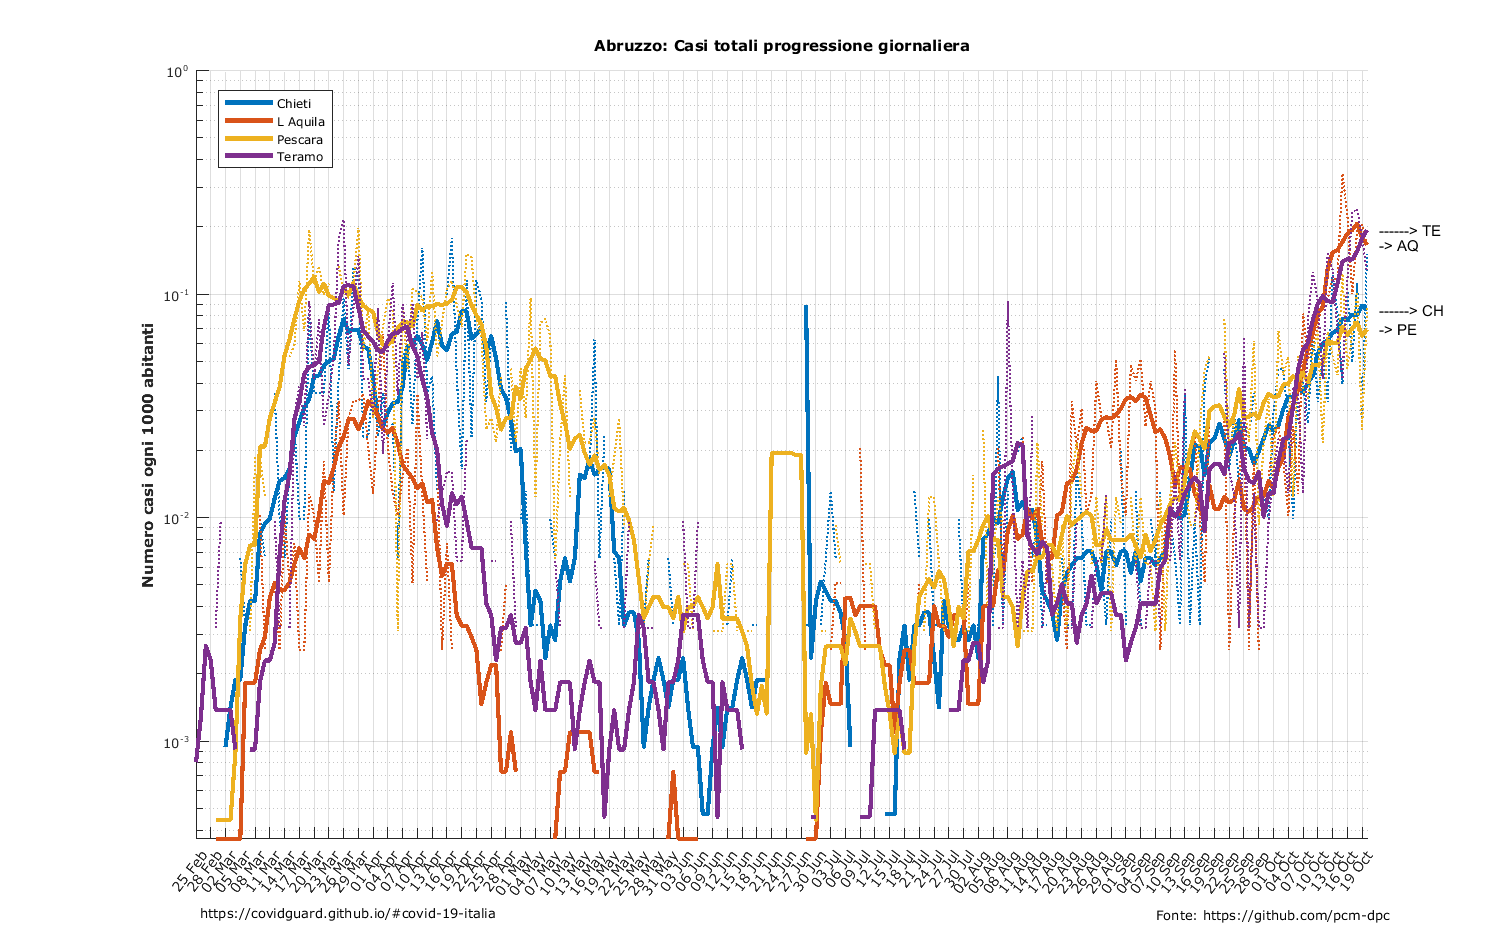 Abruzzo: Casi totali progressione giornaliera
Numero casi ogni 1000 abitanti
10⁰
10⁻¹
10⁻²
10⁻³
Chieti
L Aquila
Pescara
Teramo
------> TE
-> AQ
------> CH
-> PE
25 Feb
28 Feb
02 Mar
05 Mar
08 Mar
11 Mar
14 Mar
17 Mar
20 Mar
23 Mar
26 Mar
29 Mar
01 Apr
04 Apr
07 Apr
10 Apr
13 Apr
16 Apr
19 Apr
22 Apr
25 Apr
28 Apr
01 May
04 May
07 May
10 May
13 May
16 May
19 May
22 May
25 May
28 May
31 May
03 Jun
06 Jun
09 Jun
12 Jun
15 Jun
18 Jun
21 Jun
24 Jun
27 Jun
30 Jun
03 Jul
06 Jul
09 Jul
12 Jul
15 Jul
18 Jul
21 Jul
24 Jul
27 Jul
30 Jul
02 Aug
05 Aug
08 Aug
11 Aug
14 Aug
17 Aug
20 Aug
23 Aug
26 Aug
29 Aug
01 Sep
04 Sep
07 Sep
10 Sep
13 Sep
16 Sep
19 Sep
22 Sep
25 Sep
28 Sep
01 Oct
04 Oct
07 Oct
10 Oct
13 Oct
16 Oct
19 Oct
https://covidguard.github.io/#covid-19-italia
Fonte: https://github.com/pcm-dpc